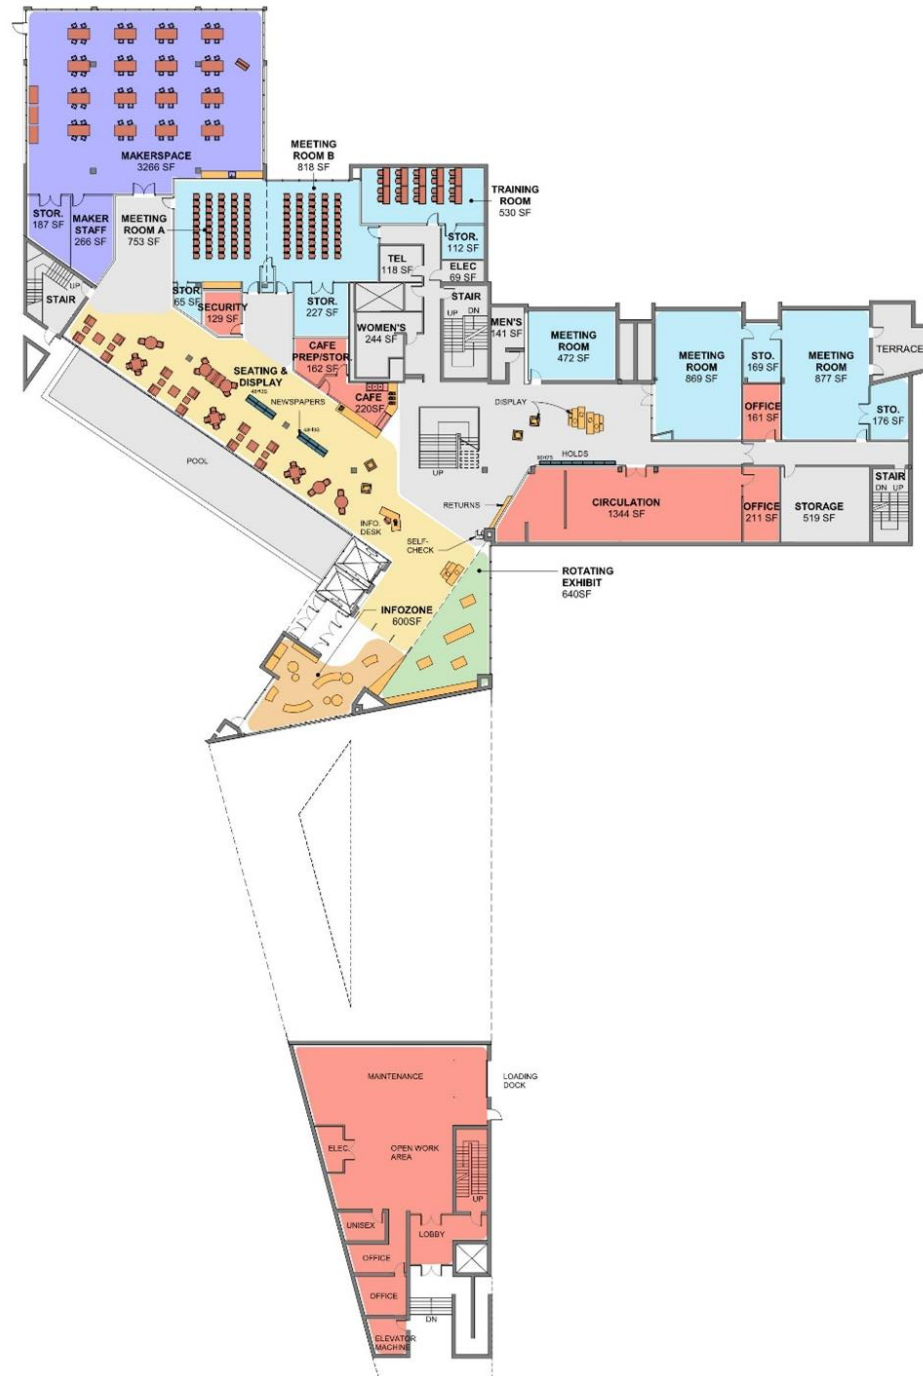 MAKERSPACE
3266 SF
MEETING
ROOM B
818 SF
TRAINING
ROOM
530 SF
STOR.
187 SF
MAKER
STAFF
266 SF
MEETING
ROOM A
753 SF
STOR.
112 SF
TEL
118 SF
ELEC
69 SF
UP
STAIR
STOR
65 SF
SECURITY
129 SF
STOR.
227 SF
WOMEN'S
244 SF
STAIR
UP
DN
MEN'S
141 SF
MEETING
ROOM
472 SF
MEETING
ROOM
869 SF
STO.
169 SF
MEETING
ROOM
877 SF
TERRACE
CAFE
PREP/STOR.
162 SF
CAFE
220SF
SEATING &
DISPLAY
NEWSPAPERS
DISPLAY
OFFICE
161 SF
STO.
176 SF
POOL
UP
HOLDS
RETURNS
CIRCULATION
1344 SF
OFFICE
211 SF
STORAGE
519 SF
STAIR
DN UP
INFO.
DESK
SELF-
CHECK
ROTATING
EXHIBIT
640SF
INFOZONE
600SF
MAINTENANCE
LOADING
DOCK
ELEC.
OPEN WORK
AREA
UP
UNISEX
LOBBY
OFFICE
OFFICE
DN
ELEVATOR
MACHINE